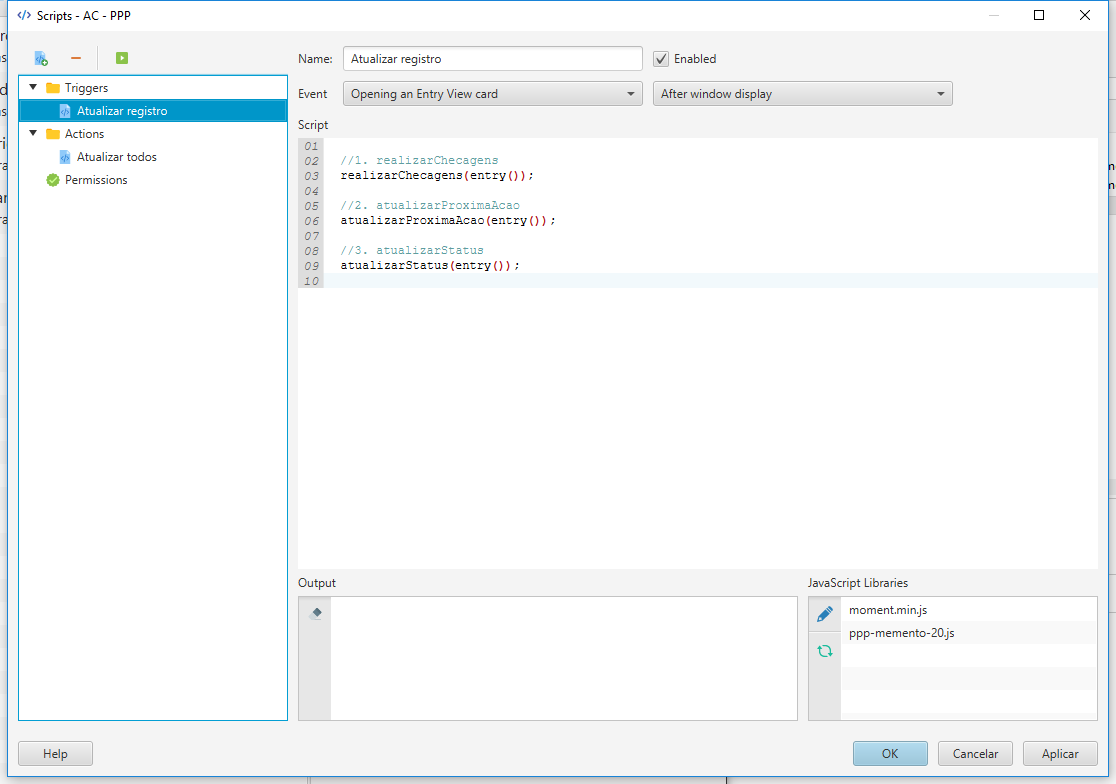 Scripts - AC - PPP
Name: Atualizar registro Enabled
Triggers
Event Opening an Entry View card After window display
Atualizar registro
Script
Actions
Atualizar todos
Permissions
01
02 //1. realizarChecagens
03 realizarChecagens(entry());
04
05 //2. atualizarProximaAcao
06 atualizarProximaAcao(entry());
07
08 //3. atualizarStatus
09 atualizarStatus(entry());
10
Output
JavaScript Libraries
moment.min.js
ppp-memento-20.js
Help OK Cancelar Aplicar